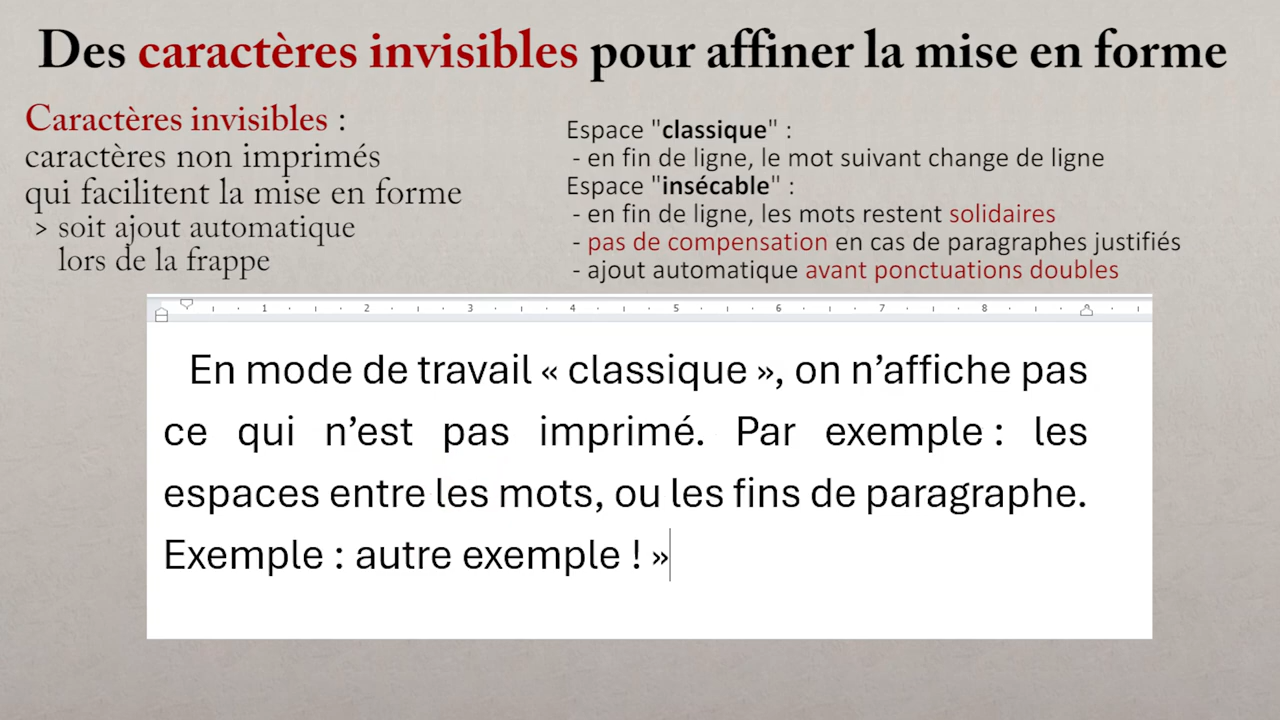 Des caractères invisibles pour affiner la mise en forme
Caractères invisibles :
caractères non imprimés
qui facilitent la mise en forme
> soit ajout automatique
lors de la frappe
Espace "classique" :
- en fin de ligne, le mot suivant change de ligne
Espace "insécable" :
- en fin de ligne, les mots restent solidaires
- pas de compensation en cas de paragraphes justifiés
- ajout automatique avant ponctuations doubles
1 2 3 4 5 6 7 8
En mode de travail « classique », on n’affiche pas
ce qui n’est pas imprimé. Par exemple : les
espaces entre les mots, ou les fins de paragraphe.
Exemple : autre exemple ! »